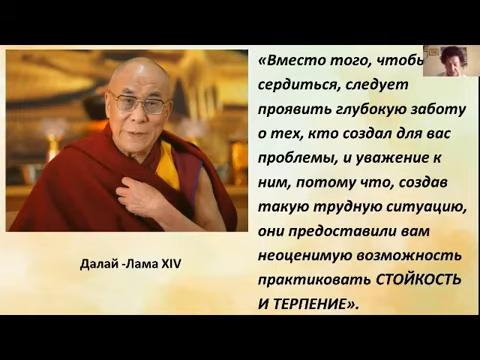 «Вместо того, чтобы
сердиться, следует
проявить глубокую заботу
о тех, кто создал для вас
проблемы, и уважение к
ним, потому что, создав
такую трудную ситуацию,
они предоставили вам
неоценимую возможность
практиковать СТОЙКОСТЬ
И ТЕРПЕНИЕ».
Далай -Лама XIV